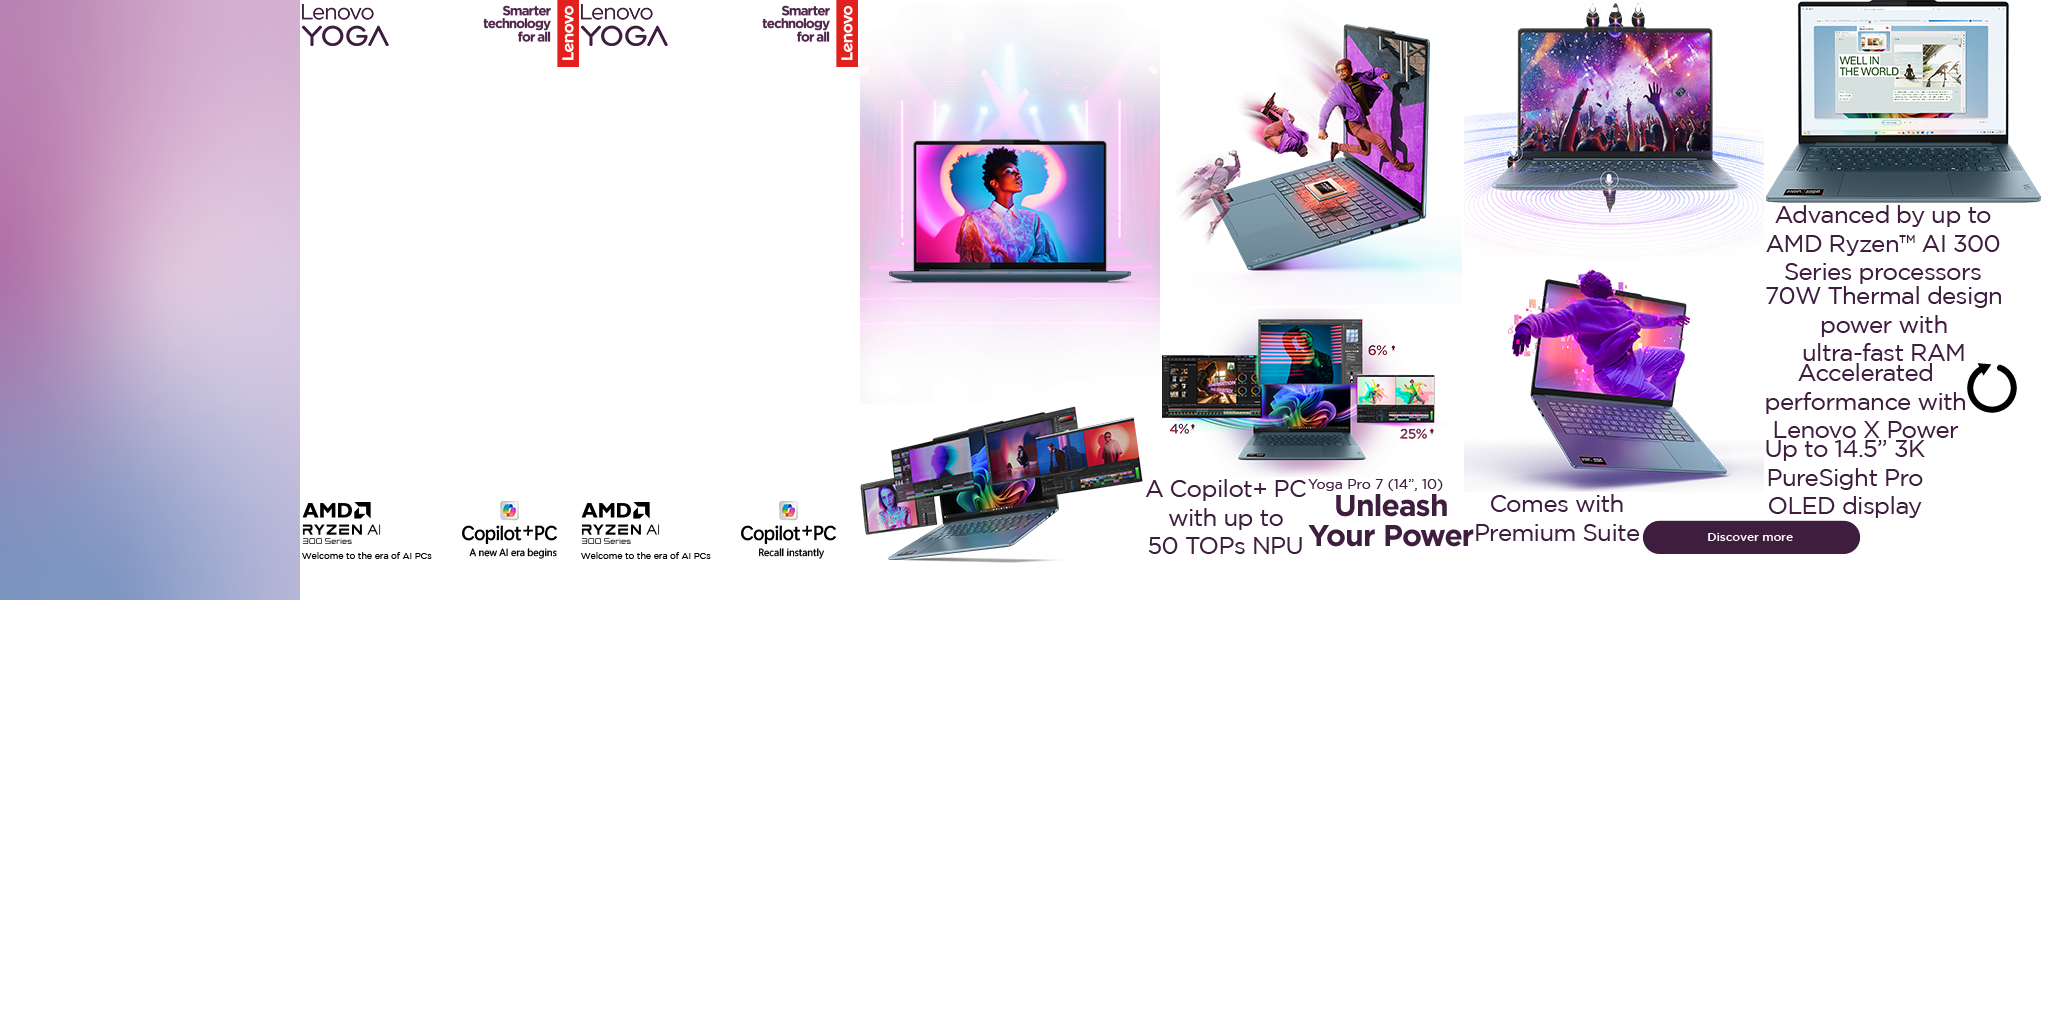 Lenovo
YOGA
Smarter
technology
for all
Lenovo
AMD
RYZEN AI
300 Series
Welcome to the era of AI PCs
Copilot+PC
A new AI era begins
Lenovo
YOGA
Smarter
technology
for all
Lenovo
AMD
RYZEN AI
300 Series
Welcome to the era of AI PCs
Copilot+PC
Recall instantly
6%
4%
25%
A Copilot+ PC
with up to
50 TOPs NPU
Yoga Pro 7 (14”, 10)
Unleash
Your Power
Comes with
Premium Suite
Discover more
WELL IN
THE WORLD
Advanced by up to
AMD Ryzen™ AI 300
Series processors
70W Thermal design
power with
ultra-fast RAM
Accelerated
performance with
Lenovo X Power
Up to 14.5” 3K
PureSight Pro
OLED display